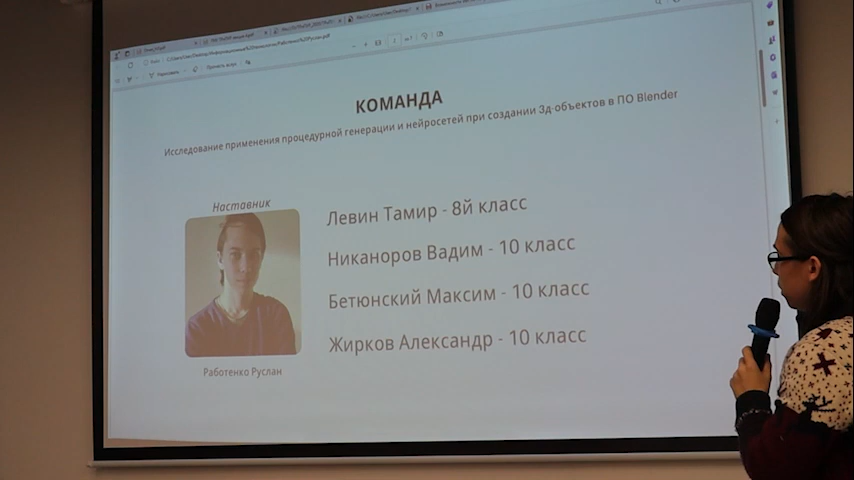 КОМАНДА
Исследование применения процедурной генерации и нейросетей при создании 3д-объектов в ПО Blender
Наставник
Левин Тамир - 8й класс
Никаноров Вадим - 10 класс
Бетюнский Максим - 10 класс
Жирков Александр - 10 класс
Работенко Руслан